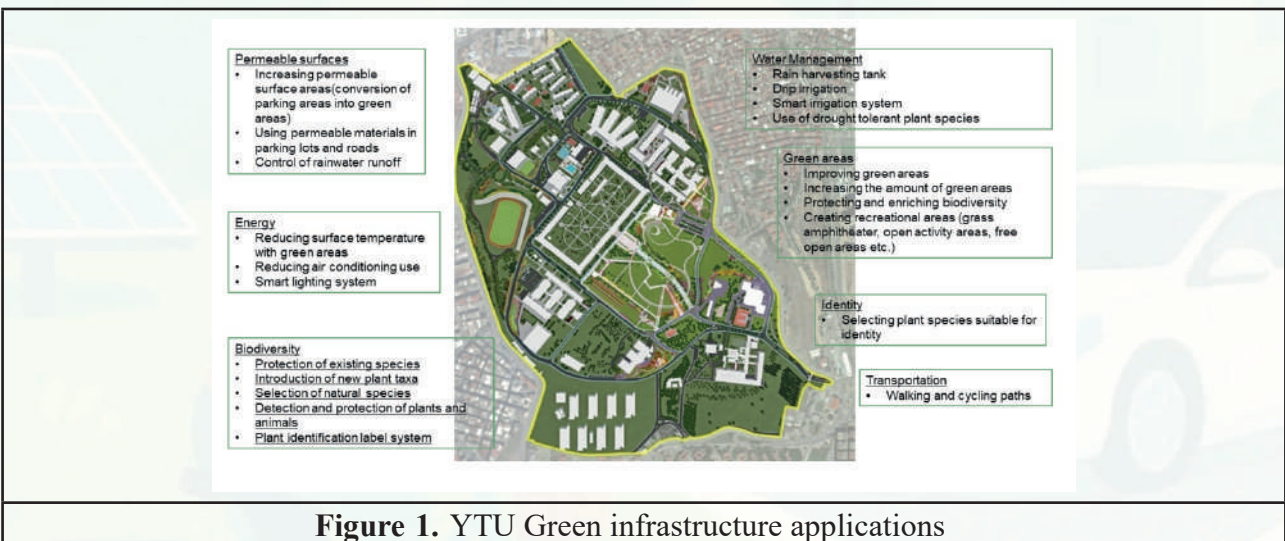 Permeable surfaces
• Increasing permeable
surface areas(conversion of
parking areas into green
areas)
• Using permeable materials in
parking lots and roads
• Control of rainwater runoff
Energy
• Reducing surface temperature
with green areas
• Reducing air conditioning use
• Smart lighting system
Biodiversity
• Protection of existing species
• Introduction of new plant taxa
• Selection of natural species
• Detection and protection of plants and
animals
• Plant identification label system
Water Management
• Rain harvesting tank
• Drip irrigation
• Smart irrigation system
• Use of drought tolerant plant species
Green areas
• Improving green areas
• Increasing the amount of green areas
• Protecting and enriching biodiversity
• Creating recreational areas (grass
amphitheater, open activity areas, free
open areas etc.)
Identity
• Selecting plant species suitable for
identity
Transportation
• Walking and cycling paths
Figure 1. YTU Green infrastructure applications